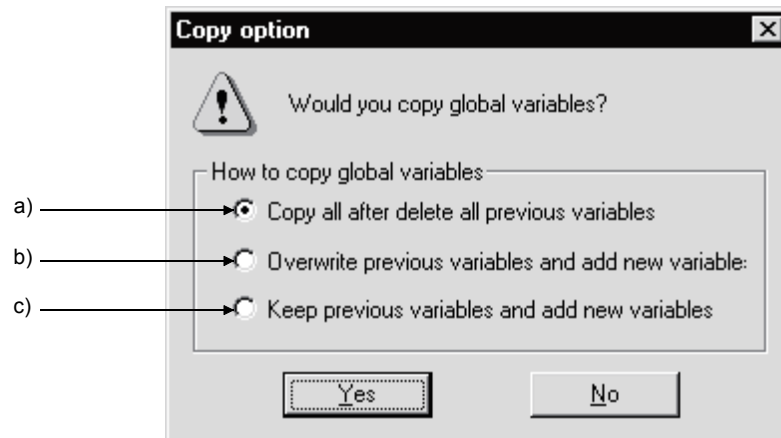 Copy option
Would you copy global variables?
How to copy global variables
a) Copy all after delete all previous variables
b) Overwrite previous variables and add new variable:
c) Keep previous variables and add new variables
Yes No